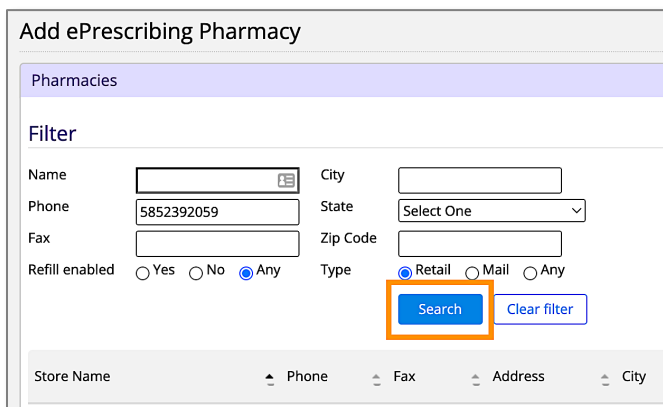 Add ePrescribing Pharmacy
Pharmacies
Filter
Name City
Phone 5852392059 State Select One
Fax Zip Code
Refill enabled Yes No Any Type Retail Mail Any
Search Clear filter
Store Name Phone Fax Address City